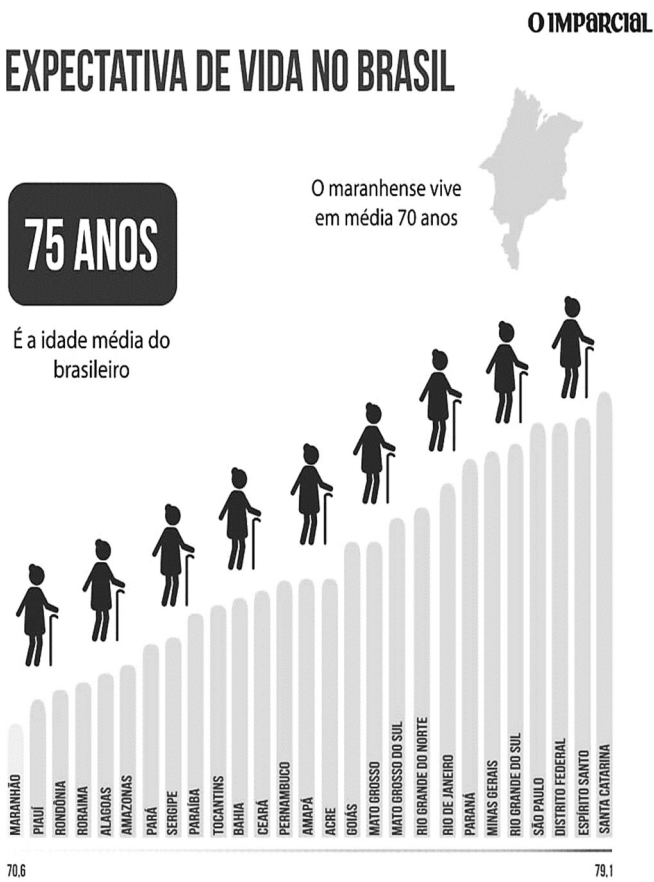 O IMPARCIAL
EXPECTATIVA DE VIDA NO BRASIL
O maranhense vive
em média 70 anos
75 ANOS
É a idade média do
brasileiro
MARANHÃO
PIAUÍ
RONDÔNIA
RORAIMA
ALAGOAS
AMAZONAS
PARÁ
SERGIPE
PARAÍBA
TOCANTINS
BAHIA
CEARÁ
PERNAMBUCO
AMAPÁ
ACRE
GOIÁS
MATO GROSSO
MATO GROSSO DO SUL
RIO GRANDE DO NORTE
RIO DE JANEIRO
PARANÁ
MINAS GERAIS
RIO GRANDE DO SUL
SÃO PAULO
DISTRITO FEDERAL
ESPÍRITO SANTO
SANTA CATARINA
70,6
79,1